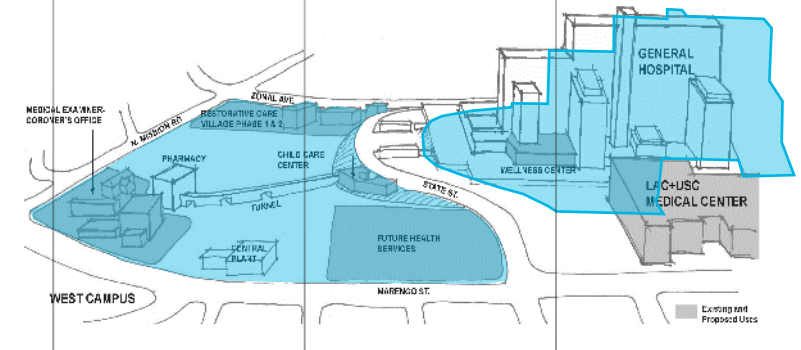 GENERAL
HOSPITAL
ZONAL AVE.
MEDICAL EXAMINER-
CORONER'S OFFICE
RESTORATIVE CARE
VILLAGE PHASE 1 & 2
N. MISSION RD
PHARMACY
CHILD CARE
CENTER
WELLNESS CENTER
STATE ST.
LAC+USC
MEDICAL CENTER
TUNNEL
FUTURE HEALTH
SERVICES
CENTRAL
PLANT
MARENGO ST.
WEST CAMPUS
Existing and
Proposed Uses